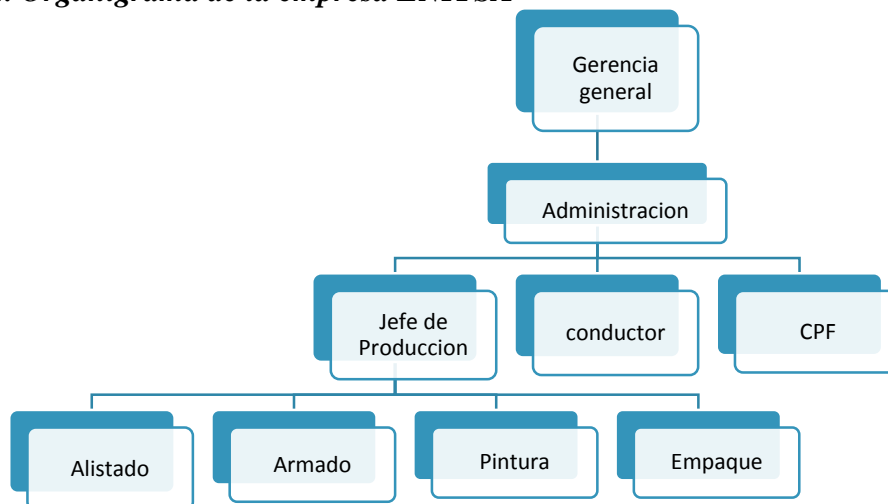 Organigrama de la empresa
Gerencia
general
Administracion
Jefe de
Produccion
conductor
CPF
Alistado
Armado
Pintura
Empaque